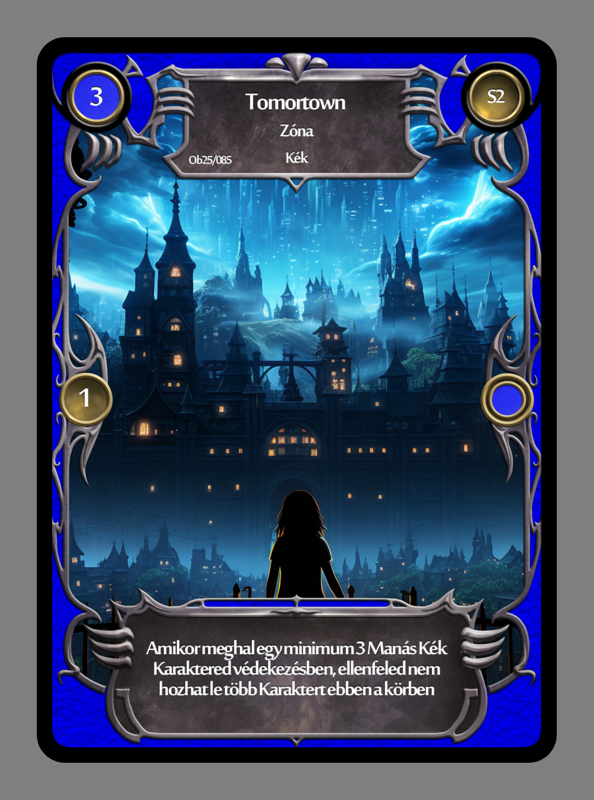 3
Tomortown
S2
Zóna
Ob25/085
Kék
1
Amikor meghal egy minimum 3 Manás Kék
Karaktered védekezésben, ellenfeled nem
hozhat le több Karaktert ebben a körben